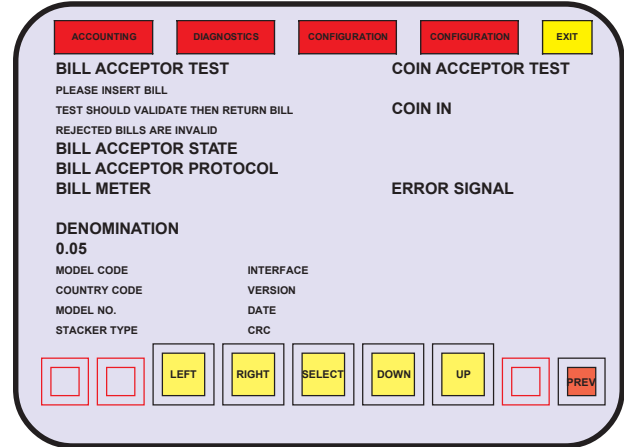 ACCOUNTING DIAGNOSTICS CONFIGURATION CONFIGURATION EXIT
BILL ACCEPTOR TEST COIN ACCEPTOR TEST
PLEASE INSERT BILL
TEST SHOULD VALIDATE THEN RETURN BILL COIN IN
REJECTED BILLS ARE INVALID
BILL ACCEPTOR STATE
BILL ACCEPTOR PROTOCOL
BILL METER ERROR SIGNAL
DENOMINATION
0.05
MODEL CODE INTERFACE
COUNTRY CODE VERSION
MODEL NO. DATE
STACKER TYPE CRC
LEFT RIGHT SELECT DOWN UP PREV